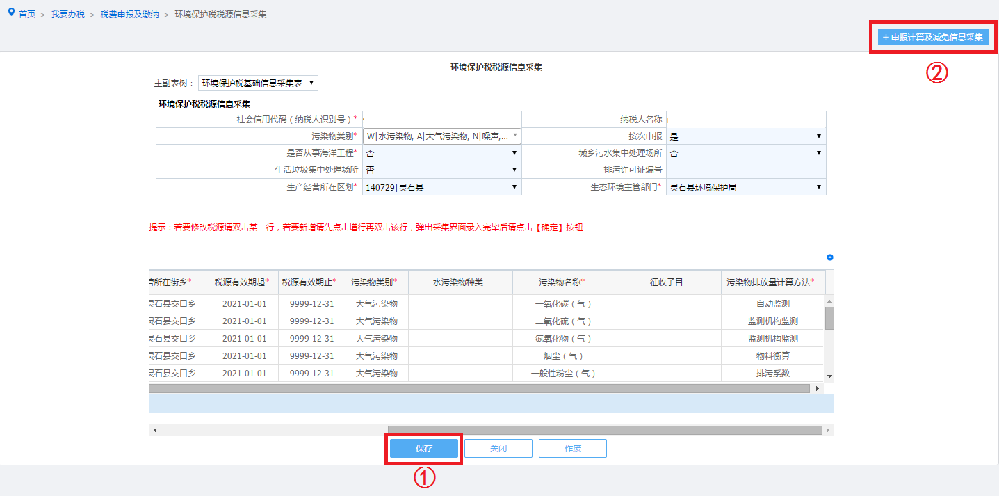 首页 > 我要办税 > 税费申报及缴纳 > 环境保护税税源信息采集
+申报计算及减免信息采集
②
环境保护税税源信息采集
主副表树： 环境保护税基础信息采集表
环境保护税税源信息采集
社会信用代码（纳税人识别号）* 纳税人名称
污染物类别* W|水污染物, A|大气污染物, N|噪声,... 按次申报 是
是否从事海洋工程* 否 城乡污水集中处理场所 否
生活垃圾集中处理场所 否 排污许可证编号
生产经营所在区划* 140729|灵石县 生态环境主管部门* 灵石县环境保护局
提示：若要修改税源请双击某一行，若要新增请先点击增行再双击该行，弹出采集界面录入完毕后请点击【确定】按钮
营所在街乡* 税源有效期起* 税源有效期止* 污染物类别* 水污染物种类 污染物名称* 征收子目 污染物排放量计算方法*
灵石县交口乡 2021-01-01 9999-12-31 大气污染物 一氧化碳（气） 自动监测
灵石县交口乡 2021-01-01 9999-12-31 大气污染物 二氧化硫（气） 监测机构监测
灵石县交口乡 2021-01-01 9999-12-31 大气污染物 氮氧化物（气） 监测机构监测
灵石县交口乡 2021-01-01 9999-12-31 大气污染物 烟尘（气） 物料衡算
灵石县交口乡 2021-01-01 9999-12-31 大气污染物 一般性粉尘（气） 排污系数
保存 关闭 作废
①